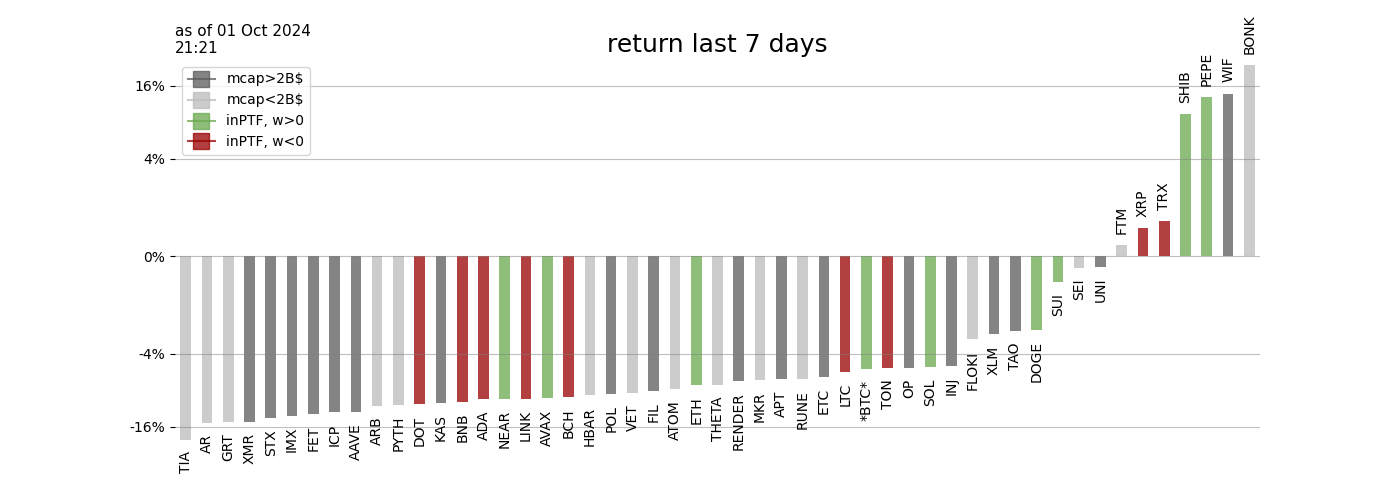 as of 01 Oct 2024
21:21
return last 7 days
mcap>2B$
mcap<2B$
inPTF, w>0
inPTF, w<0
16%
4%
0%
-4%
-16%
TIA
AR
GRT
XMR
STX
IMX
FET
ICP
AAVE
ARB
PYTH
DOT
KAS
BNB
ADA
NEAR
LINK
AVAX
BCH
HBAR
POL
VET
FIL
ATOM
ETH
THETA
RENDER
MKR
APT
RUNE
ETC
LTC
*BTC*
TON
OP
SOL
INJ
FLOKI
XLM
TAO
DOGE
SUI
SEI
UNI
FTM
XRP
TRX
SHIB
PEPE
WIF
BONK